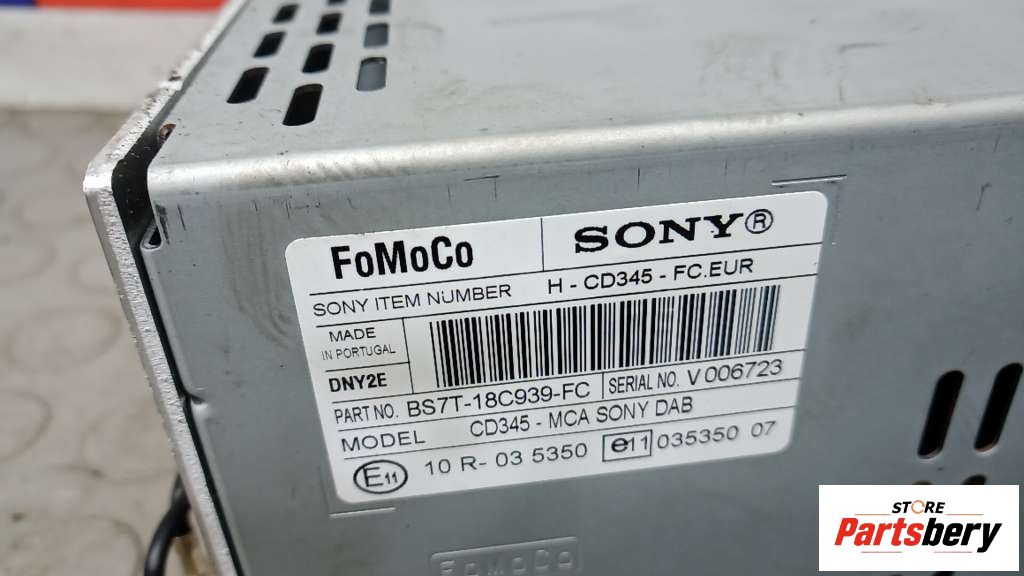 FoMoCo
SONY®
SONY ITEM NUMBER H - CD345 - FC.EUR
MADE
IN PORTUGAL
DNY2E
PART NO. BS7T-18C939-FC
SERIAL NO. V006723
MODEL CD345 - MCA SONY DAB
E11 10 R- 03 5350 e11 035350 07
FoMoCo
STORE
Partsbery